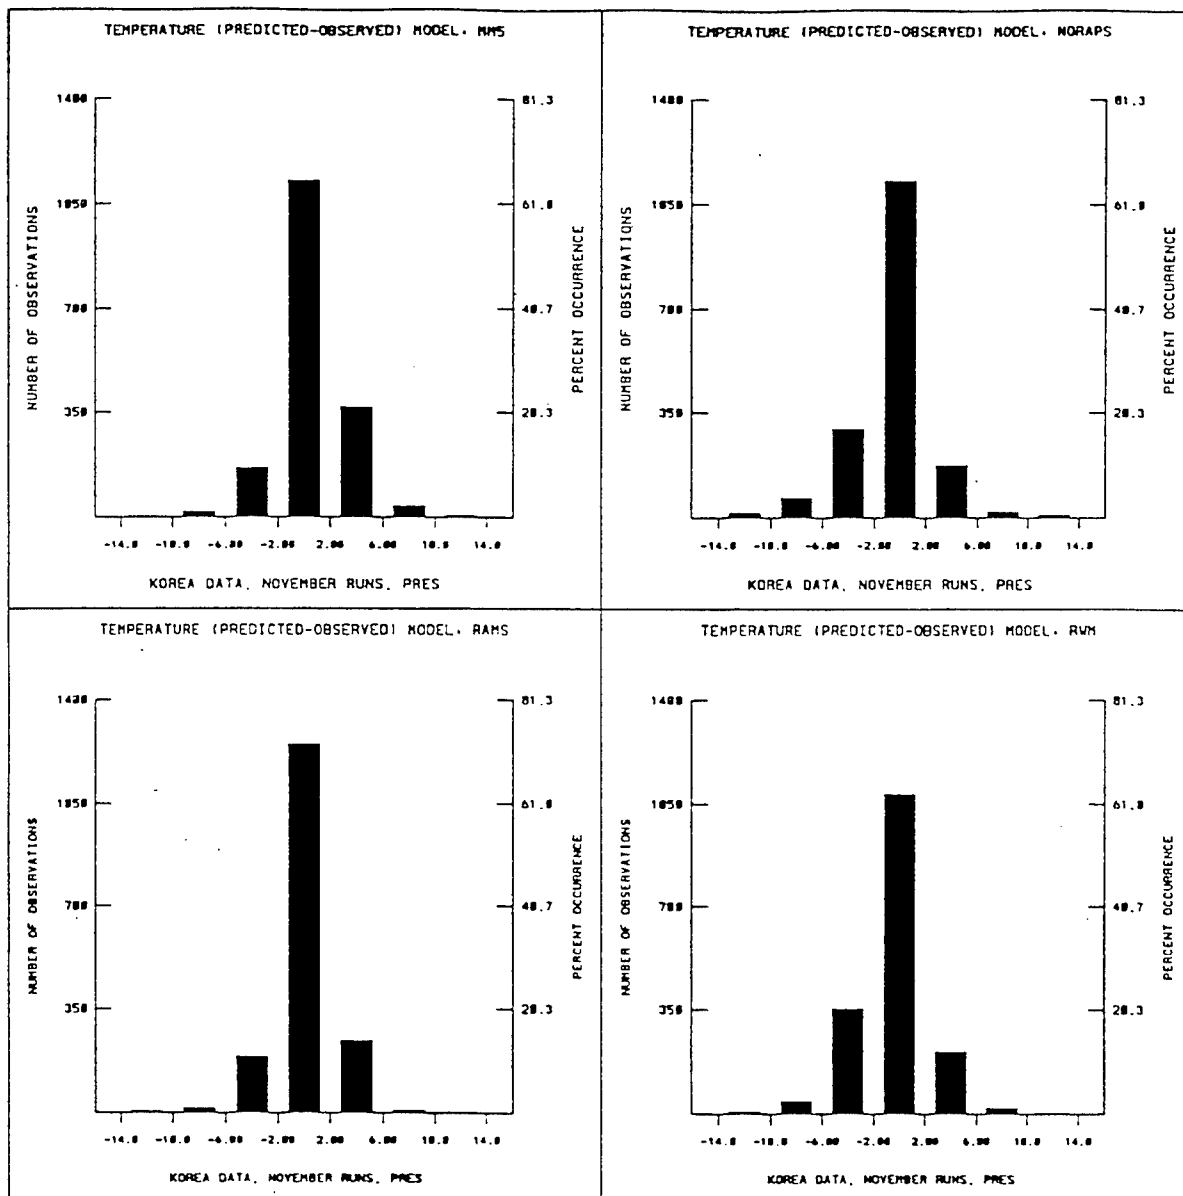 TEMPERATURE (PREDICTED-OBSERVED) MODEL. MM5
NUMBER OF OBSERVATIONS
1400
1050
700
350
81.3
61.0
40.7
20.3
PERCENT OCCURRENCE
-14.0 -10.0 -6.00 -2.00 2.00 6.00 10.0 14.0
KOREA DATA, NOVEMBER RUNS, PRES
TEMPERATURE (PREDICTED-OBSERVED) MODEL. NORAPS
NUMBER OF OBSERVATIONS
1400
1050
700
350
81.3
61.0
40.7
20.3
PERCENT OCCURRENCE
-14.0 -10.0 -6.00 -2.00 2.00 6.00 10.0 14.0
KOREA DATA, NOVEMBER RUNS, PRES
TEMPERATURE (PREDICTED-OBSERVED) MODEL. RAMS
NUMBER OF OBSERVATIONS
1400
1050
700
350
81.3
61.0
40.7
20.3
PERCENT OCCURRENCE
-14.0 -10.0 -6.00 -2.00 2.00 6.00 10.0 14.0
KOREA DATA, NOVEMBER RUNS, PRES
TEMPERATURE (PREDICTED-OBSERVED) MODEL. RWM
NUMBER OF OBSERVATIONS
1400
1050
700
350
81.3
61.0
40.7
20.3
PERCENT OCCURRENCE
-14.0 -10.0 -6.00 -2.00 2.00 6.00 10.0 14.0
KOREA DATA, NOVEMBER RUNS, PRES